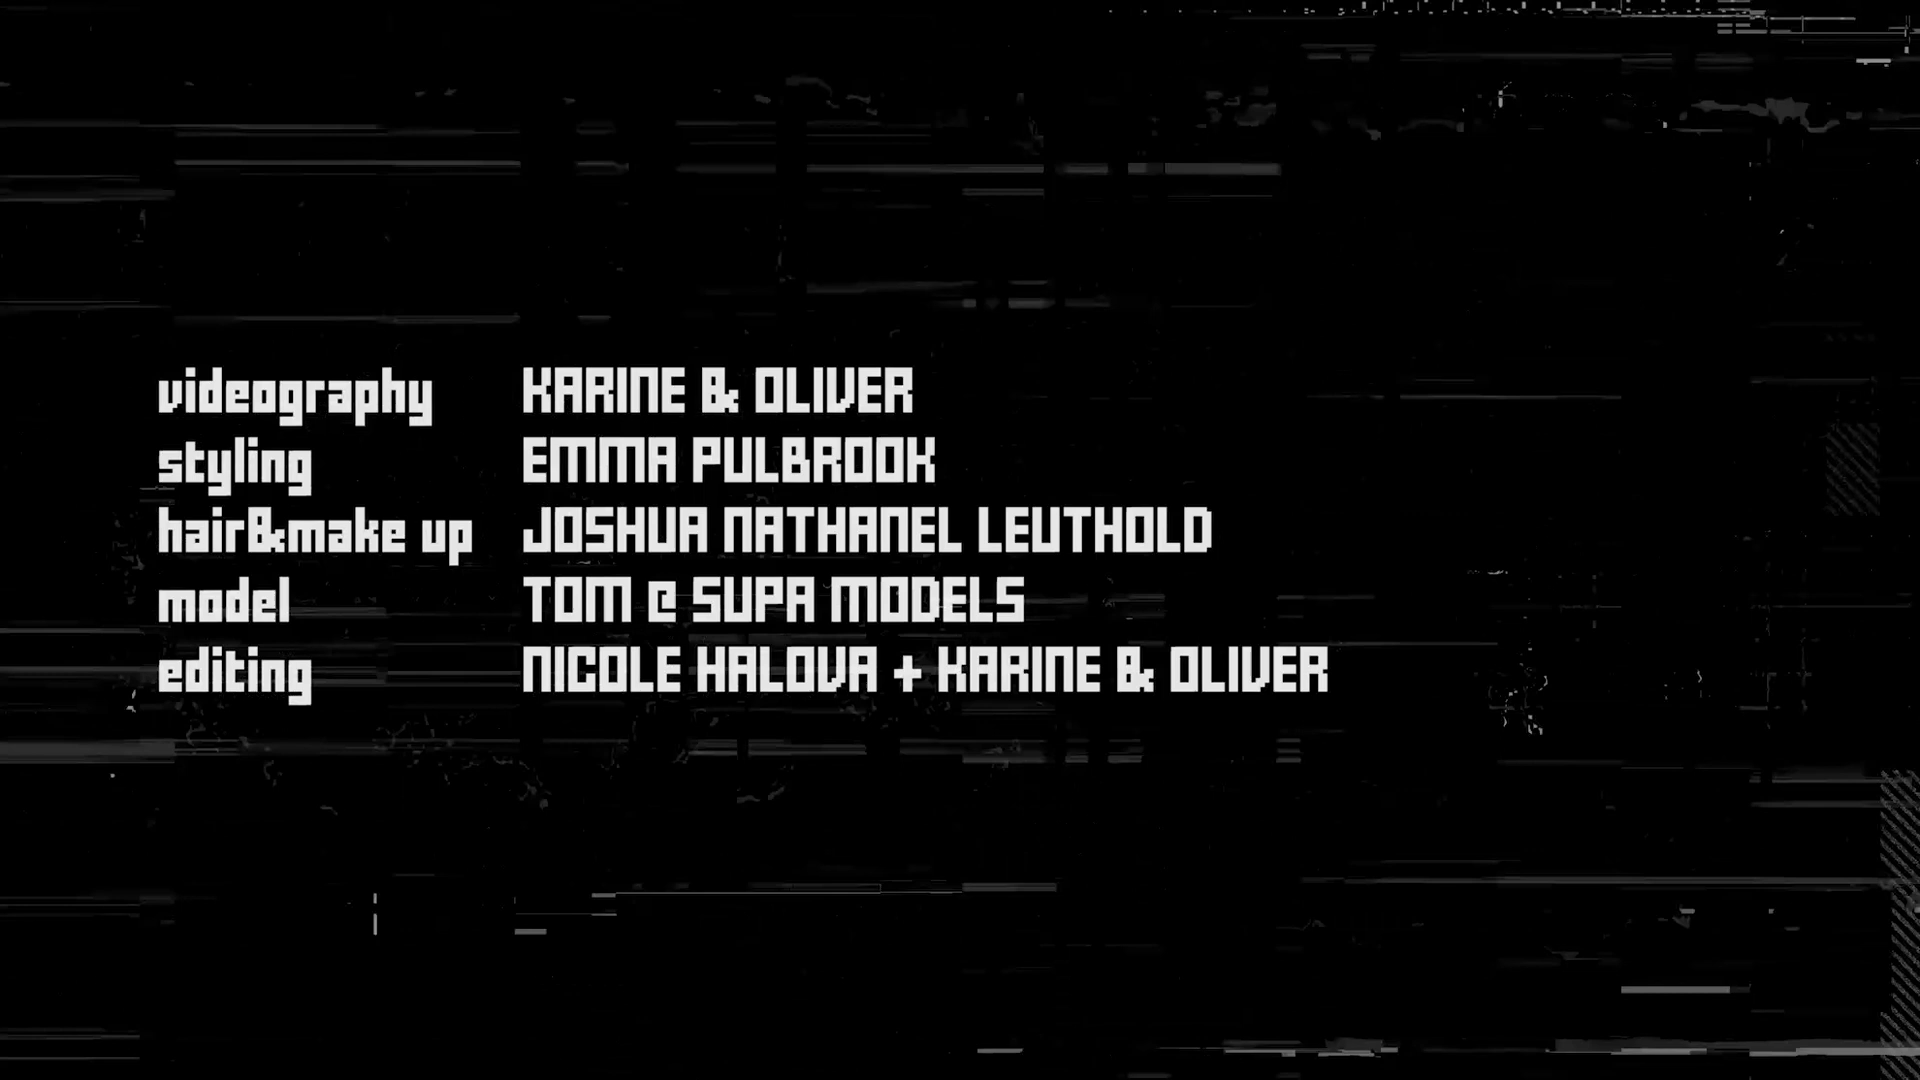 videography KARINE & OLIVER
styling EMMA PULBROOK
hair&make up JOSHUA NATHANEL LEUTHOLD
model TOM @ SUPA MODELS
editing NICOLE HALOVA + KARINE & OLIVER